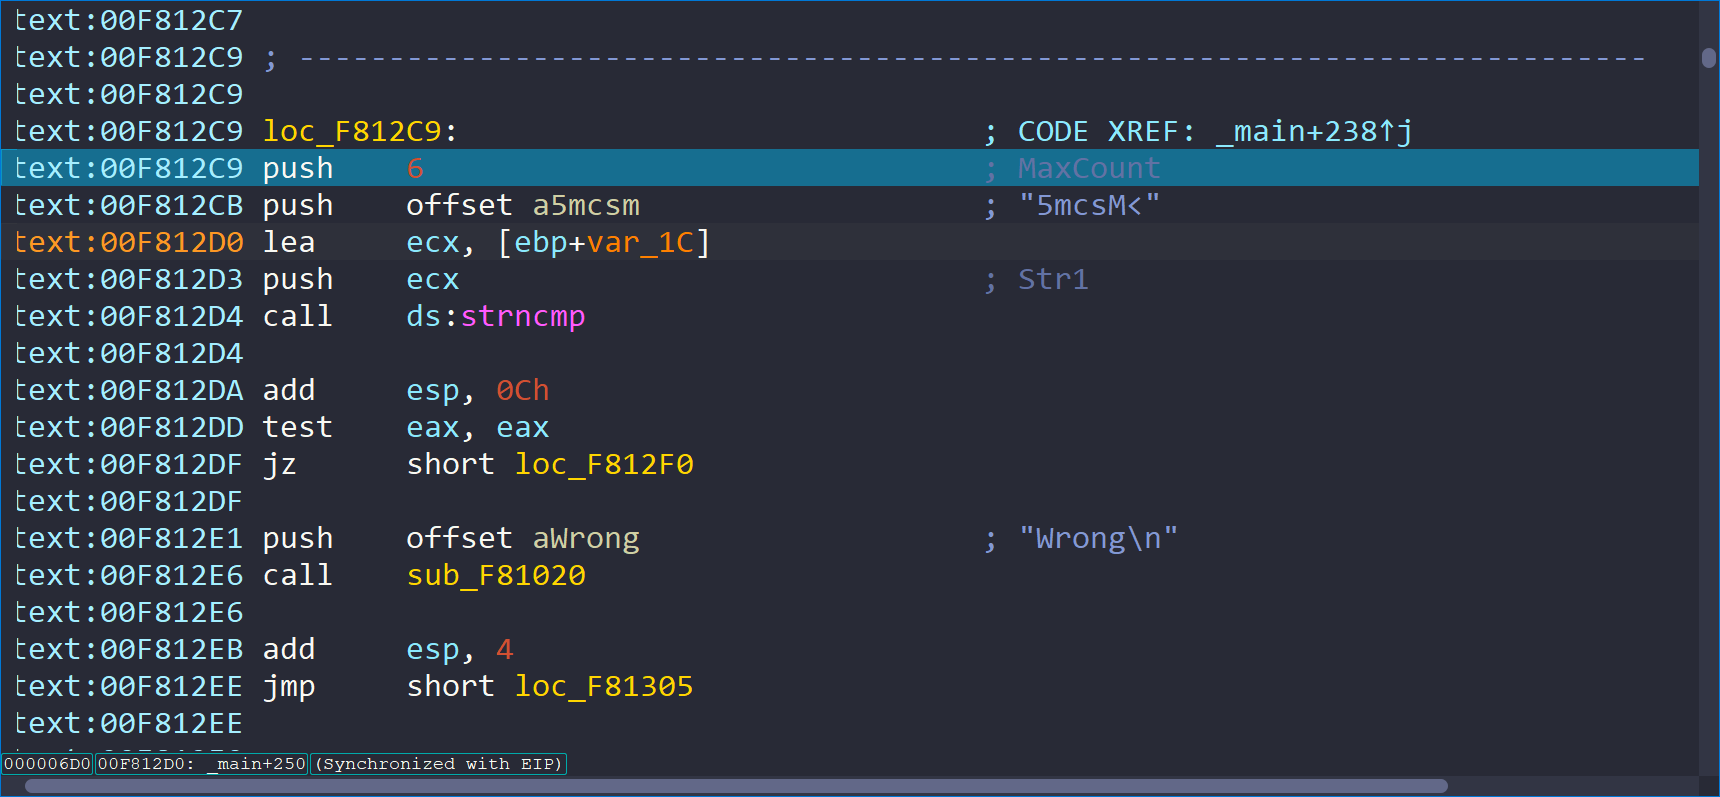 text:00F812C7
text:00F812C9 ; ---------------------------------------------------------------------------
text:00F812C9
text:00F812C9 loc_F812C9: ; CODE XREF: _main+238↑j
text:00F812C9 push 6 ; MaxCount
text:00F812CB push offset a5mcsm ; "5mcsM<"
text:00F812D0 lea ecx, [ebp+var_1C]
text:00F812D3 push ecx ; Str1
text:00F812D4 call ds:strncmp
text:00F812D4
text:00F812DA add esp, 0Ch
text:00F812DD test eax, eax
text:00F812DF jz short loc_F812F0
text:00F812DF
text:00F812E1 push offset aWrong ; "Wrong\n"
text:00F812E6 call sub_F81020
text:00F812E6
text:00F812EB add esp, 4
text:00F812EE jmp short loc_F81305
text:00F812EE
000006D0 00F812D0: _main+250 (Synchronized with EIP)